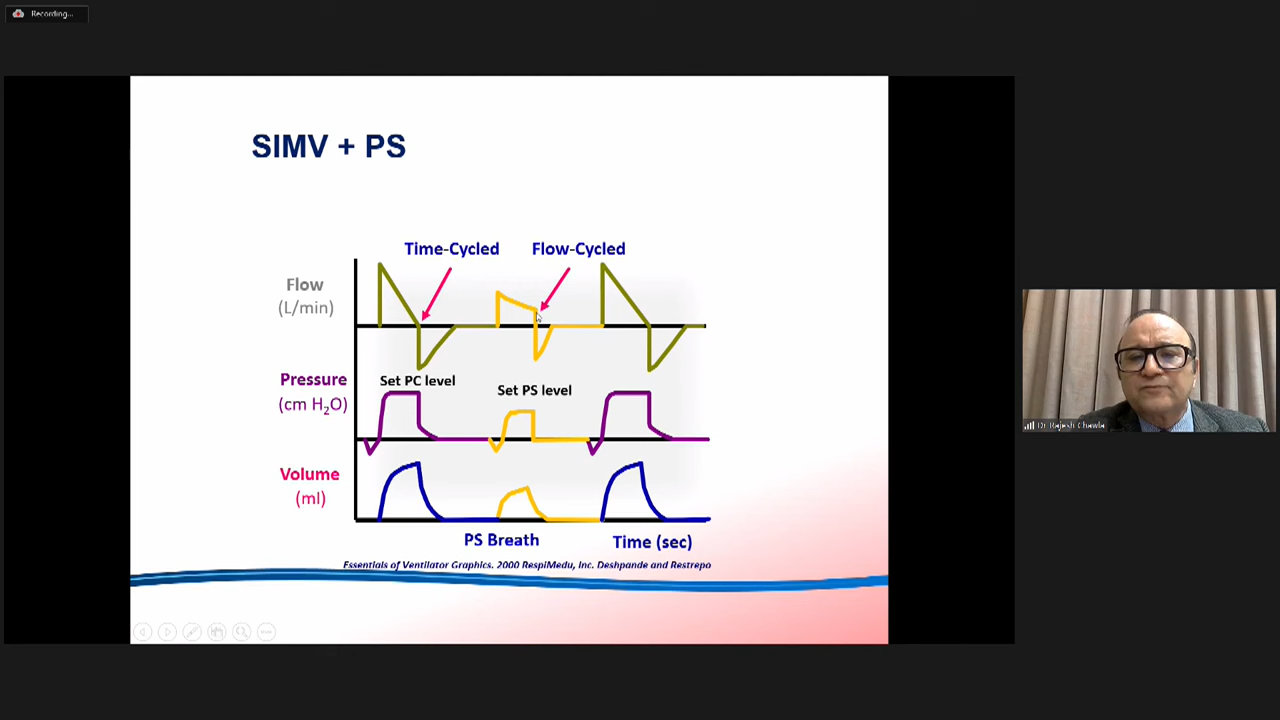 Recording...
SIMV + PS
Time-Cycled
Flow-Cycled
Flow
(L/min)
Pressure
(cm H₂O)
Set PC level
Set PS level
Volume
(ml)
PS Breath
Time (sec)
Essentials of Ventilator Graphics. 2000 RespiMedu, Inc. Deshpande and Restrepo
Dr. Rajesh Chawla